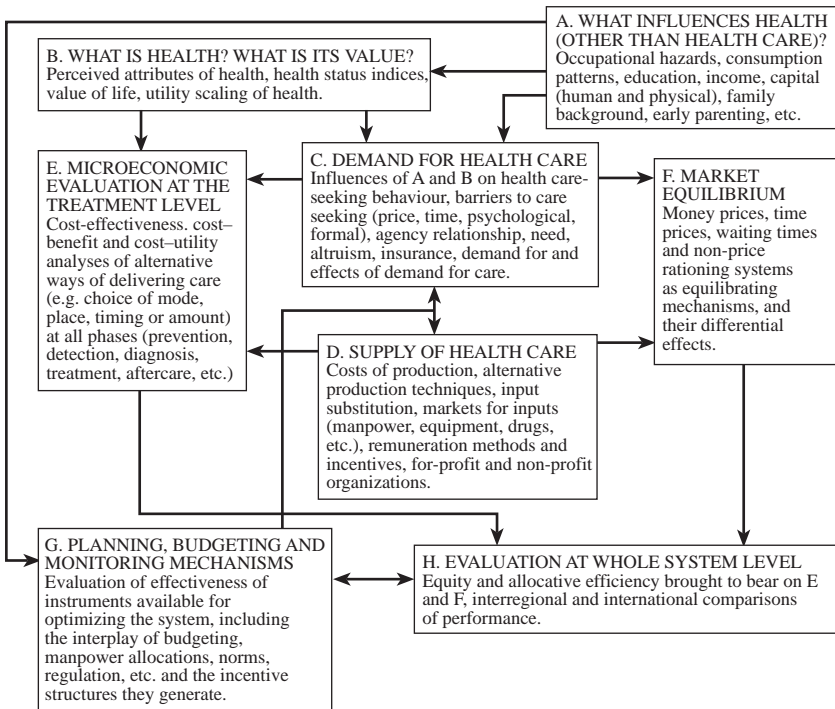 A. WHAT INFLUENCES HEALTH
(OTHER THAN HEALTH CARE)?
Occupational hazards, consumption
patterns, education, income, capital
(human and physical), family
background, early parenting, etc.
B. WHAT IS HEALTH? WHAT IS ITS VALUE?
Perceived attributes of health, health status indices,
value of life, utility scaling of health.
E. MICROECONOMIC
EVALUATION AT THE
TREATMENT LEVEL
Cost-effectiveness. cost–
benefit and cost–utility
analyses of alternative
ways of delivering care
(e.g. choice of mode,
place, timing or amount)
at all phases (prevention,
detection, diagnosis,
treatment, aftercare, etc.)
C. DEMAND FOR HEALTH CARE
Influences of A and B on health care-
seeking behaviour, barriers to care
seeking (price, time, psychological,
formal), agency relationship, need,
altruism, insurance, demand for and
effects of demand for care.
F. MARKET
EQUILIBRIUM
Money prices, time
prices, waiting times
and non-price
rationing systems
as equilibrating
mechanisms, and
their differential
effects.
D. SUPPLY OF HEALTH CARE
Costs of production, alternative
production techniques, input
substitution, markets for inputs
(manpower, equipment, drugs,
etc.), remuneration methods and
incentives, for-profit and non-profit
organizations.
G. PLANNING, BUDGETING AND
MONITORING MECHANISMS
Evaluation of effectiveness of
instruments available for
optimizing the system, including
the interplay of budgeting,
manpower allocations, norms,
regulation, etc. and the incentive
structures they generate.
H. EVALUATION AT WHOLE SYSTEM LEVEL
Equity and allocative efficiency brought to bear on E
and F, interregional and international comparisons
of performance.